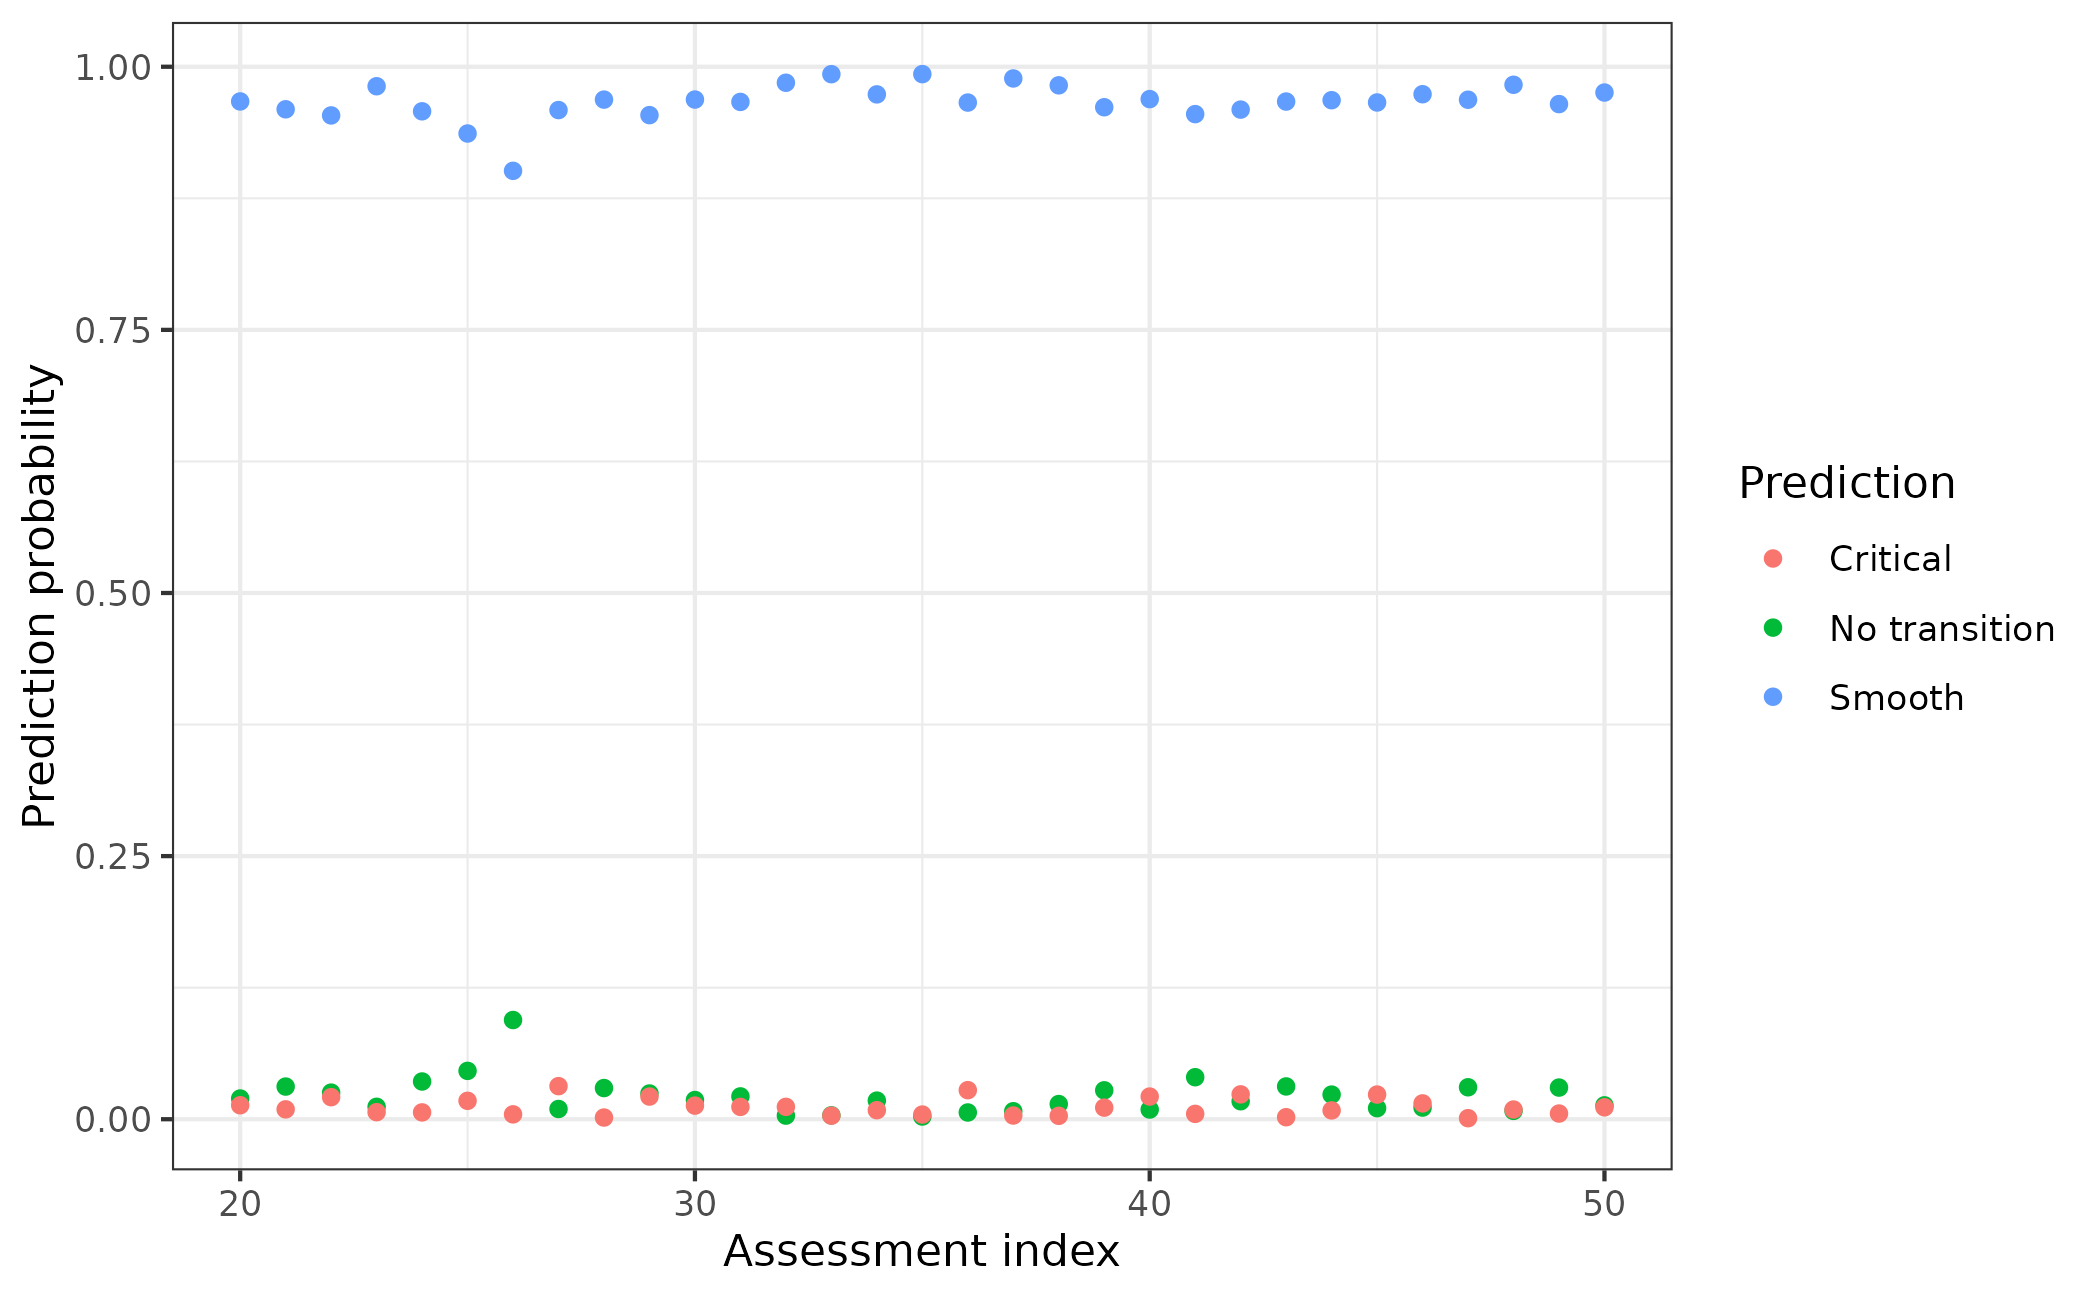 1.00
0.75
0.50
0.25
0.00
Prediction probability
20 30 40 50
Assessment index
Prediction
Critical
No transition
Smooth